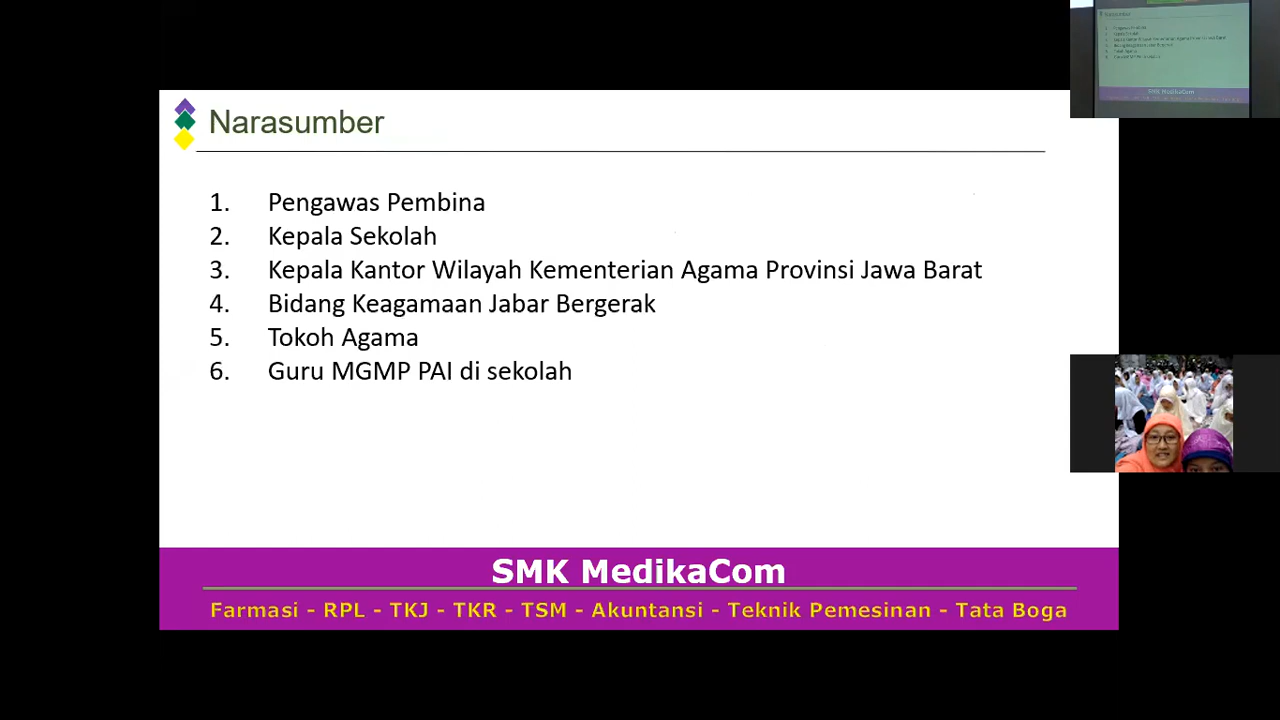 Narasumber
1. Pengawas Pembina
2. Kepala Sekolah
3. Kepala Kantor Wilayah Kementerian Agama Provinsi Jawa Barat
4. Bidang Keagamaan Jabar Bergerak
5. Tokoh Agama
6. Guru MGMP PAI di sekolah
SMK MedikaCom
Farmasi - RPL - TKJ - TKR - TSM - Akuntansi - Teknik Pemesinan - Tata Boga
SMK MedikaCom